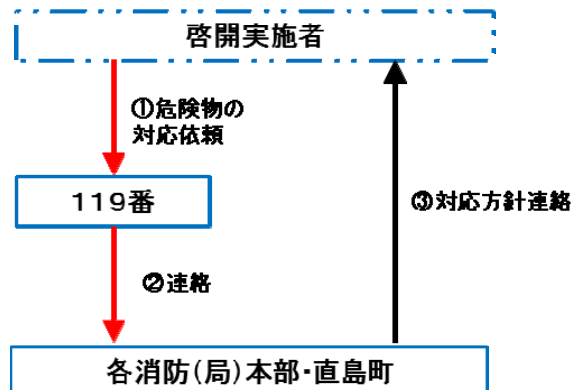 啓開実施者
①危険物の
対応依頼
119番
③対応方針連絡
②連絡
各消防(局)本部・直島町